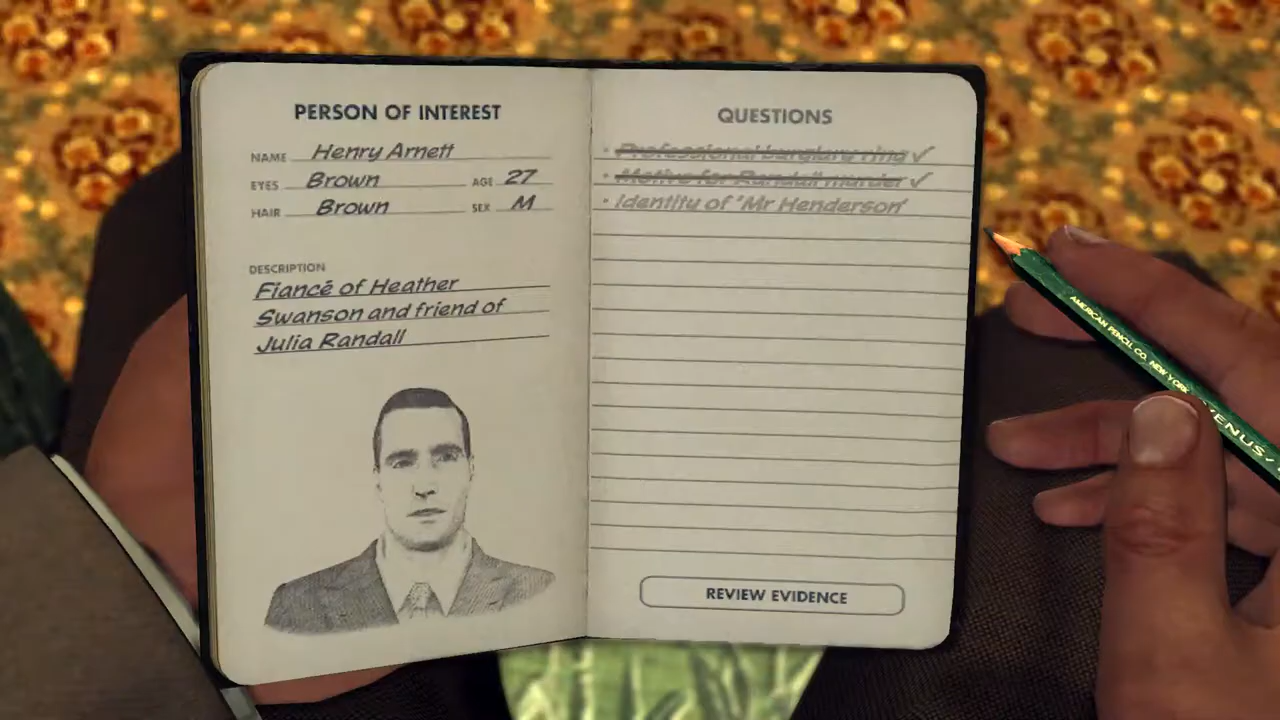 PERSON OF INTEREST
NAME Henry Arnett
EYES Brown AGE 27
HAIR Brown SEX M
DESCRIPTION
Fiancé of Heather
Swanson and friend of
Julia Randall
QUESTIONS
• Professional burglary ring ✓
• Motive for Randall murder ✓
• Identity of 'Mr Henderson'
REVIEW EVIDENCE
AMERICAN PENCIL CO. NEW YORK VENUS